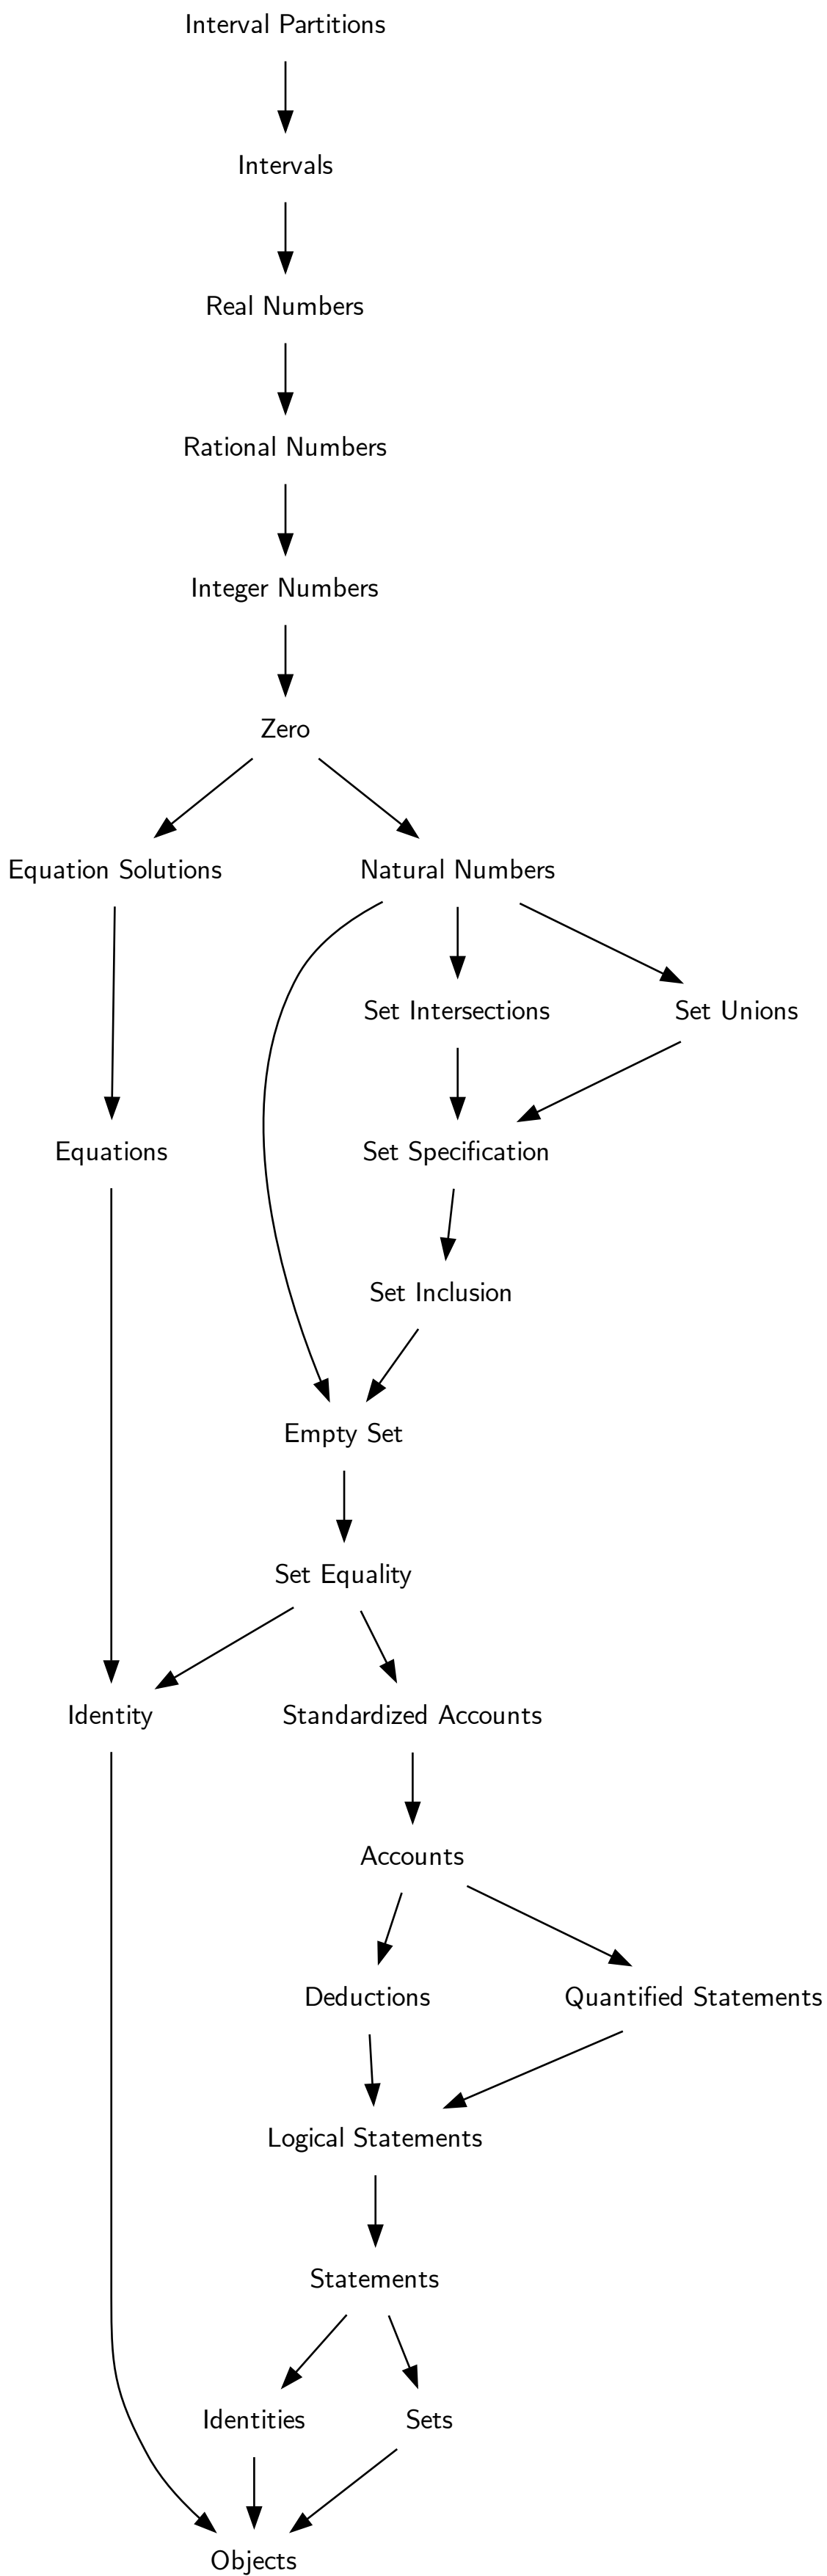 Interval Partitions
Intervals
Real Numbers
Rational Numbers
Integer Numbers
Zero
Equation Solutions
Natural Numbers
Set Intersections
Set Unions
Equations
Set Specification
Set Inclusion
Empty Set
Set Equality
Identity
Standardized Accounts
Accounts
Deductions
Quantified Statements
Logical Statements
Statements
Identities
Sets
Objects